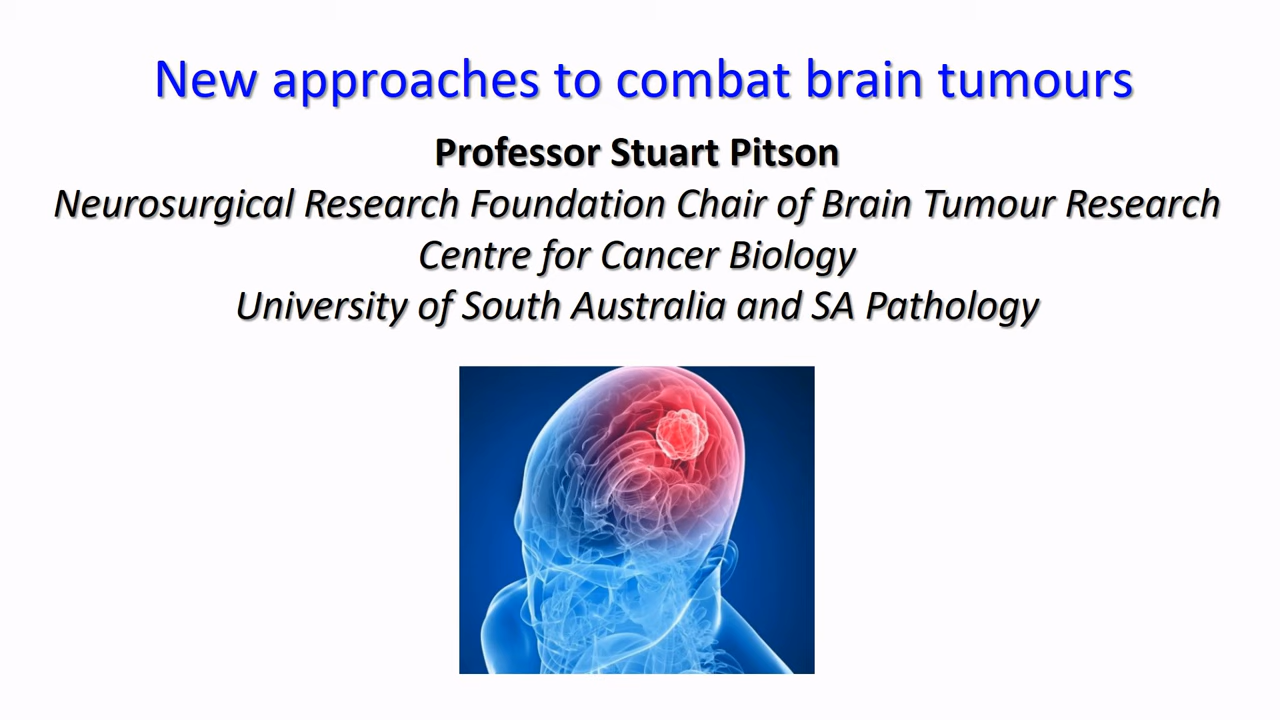 New approaches to combat brain tumours
Professor Stuart Pitson
Neurosurgical Research Foundation Chair of Brain Tumour Research
Centre for Cancer Biology
University of South Australia and SA Pathology